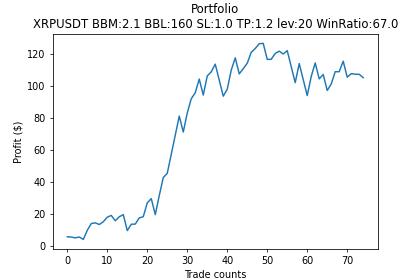 Portfolio
XRPUSDT BBM:2.1 BBL:160 SL:1.0 TP:1.2 lev:20 WinRatio:67.0
Profit ($)
120
100
80
60
40
20
0
0 10 20 30 40 50 60 70
Trade counts